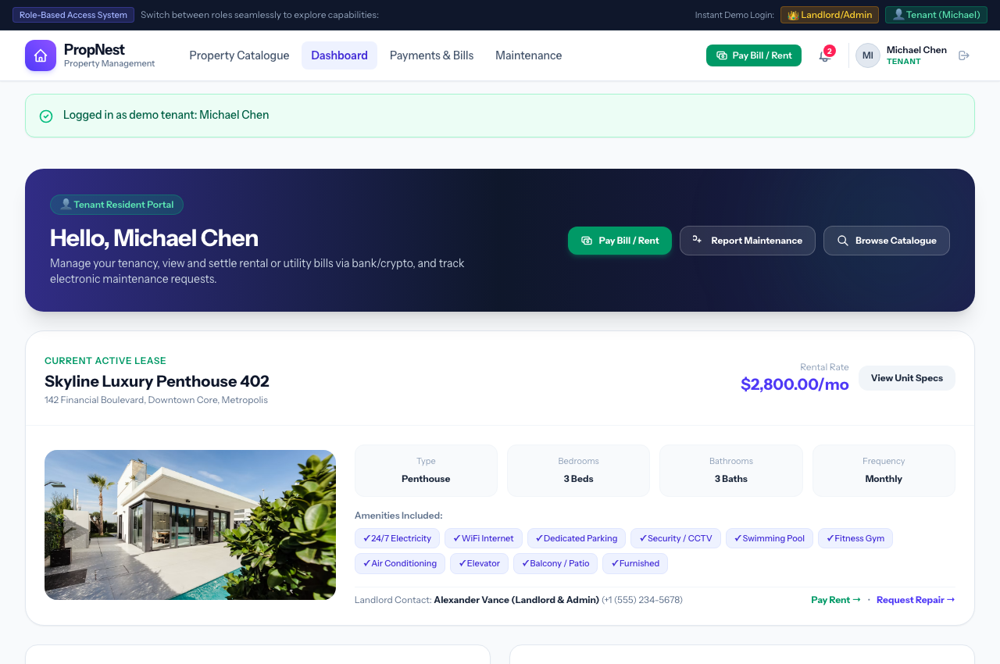 Role-Based Access System Switch between roles seamlessly to explore capabilities: Instant Demo Login: 👑 Landlord/Admin 👤 Tenant (Michael)
PropNest
Property Management
Property Catalogue Dashboard Payments & Bills Maintenance
Pay Bill / Rent
2
MI
Michael Chen
TENANT
Logged in as demo tenant: Michael Chen
👤 Tenant Resident Portal
Hello, Michael Chen
Manage your tenancy, view and settle rental or utility bills via bank/crypto, and track
electronic maintenance requests.
Pay Bill / Rent Report Maintenance Browse Catalogue
CURRENT ACTIVE LEASE
Skyline Luxury Penthouse 402
142 Financial Boulevard, Downtown Core, Metropolis
Rental Rate
$2,800.00/mo
View Unit Specs
Type Bedrooms Bathrooms Frequency
Penthouse 3 Beds 3 Baths Monthly
Amenities Included:
✓ 24/7 Electricity ✓ WiFi Internet ✓ Dedicated Parking ✓ Security / CCTV ✓ Swimming Pool ✓ Fitness Gym
✓ Air Conditioning ✓ Elevator ✓ Balcony / Patio ✓ Furnished
Landlord Contact: Alexander Vance (Landlord & Admin) (+1 (555) 234-5678) Pay Rent → · Request Repair →